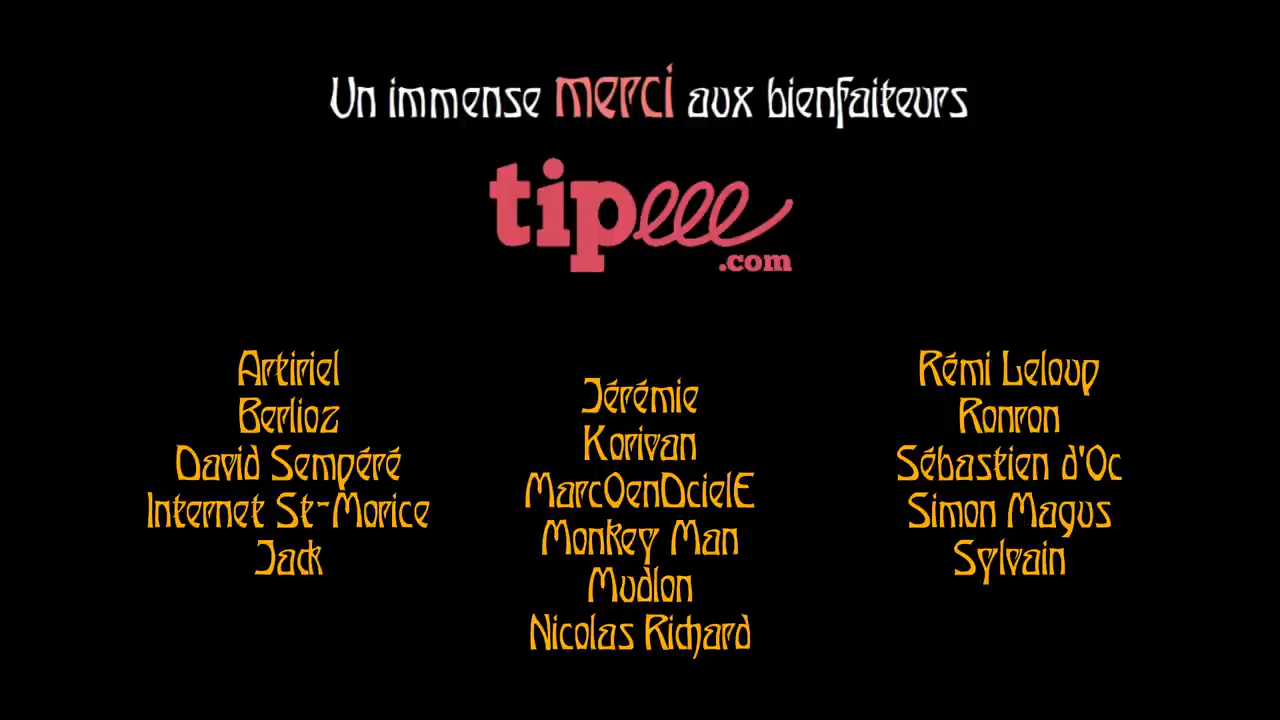 Un immense merci aux bienfaiteurs
tipeee
.com
Artiriel
Berlioz
David Sempéré
Internet St-Morice
Jack
Jérémie
Korivan
MarcOenDcielE
Monkey Man
Mudlon
Nicolas Richard
Rémi Leloup
Ronron
Sébastien d'Oc
Simon Magus
Sylvain